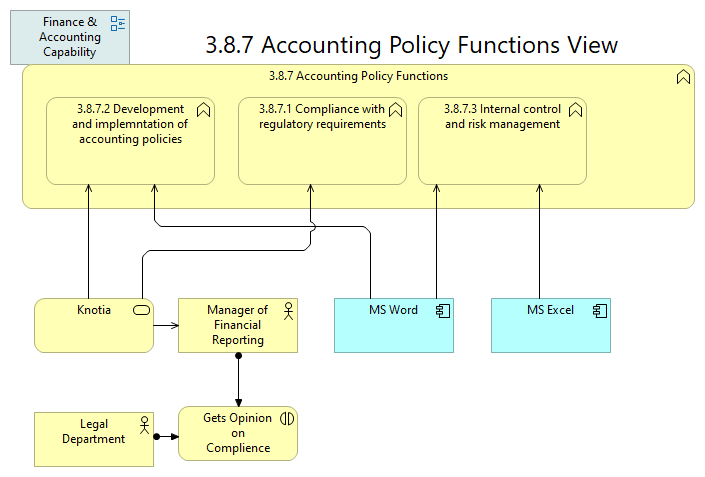 Finance &
Accounting
Capability
3.8.7 Accounting Policy Functions View
3.8.7 Accounting Policy Functions
3.8.7.2 Development
and implemntation of
accounting policies
3.8.7.1 Compliance with
regulatory requirements
3.8.7.3 Internal control
and risk management
Knotia
Manager of
Financial
Reporting
MS Word
MS Excel
Legal
Department
Gets Opinion
on
Complience